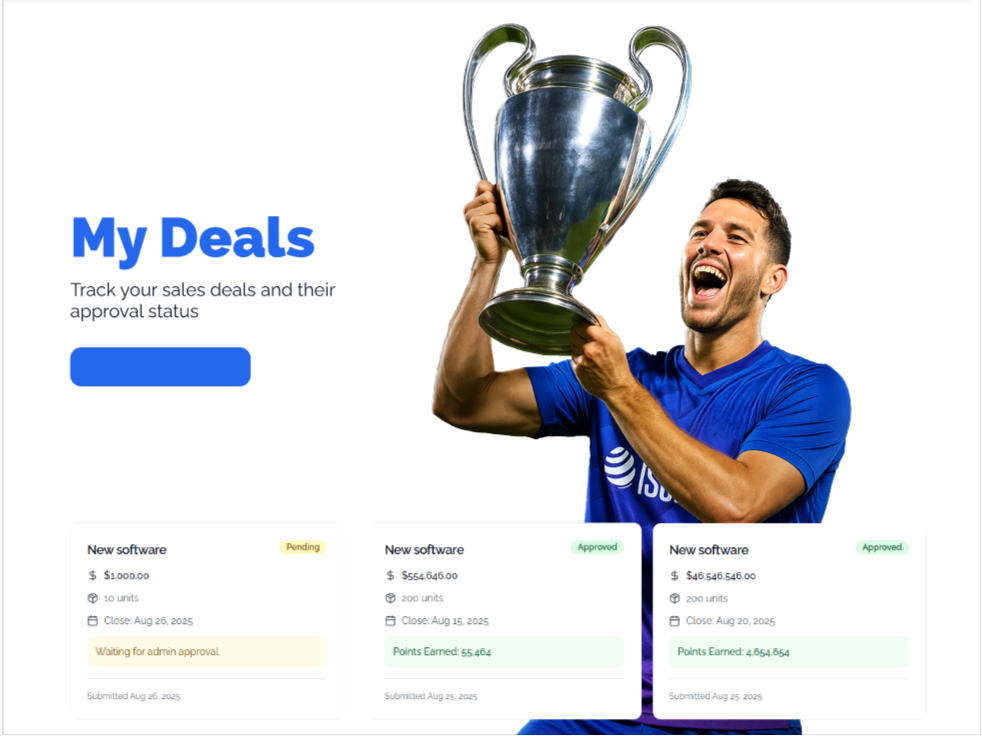 My Deals
Track your sales deals and their
approval status
New software
Pending
$1,000.00
10 units
Close: Aug 26, 2025
Waiting for admin approval
Submitted Aug 26, 2025
New software
Approved
$554,646.00
200 units
Close: Aug 15, 2025
Points Earned: 55,464
Submitted Aug 25, 2025
New software
Approved
$46,546,546.00
200 units
Close: Aug 20, 2025
Points Earned: 4,654,654
Submitted Aug 25, 2025